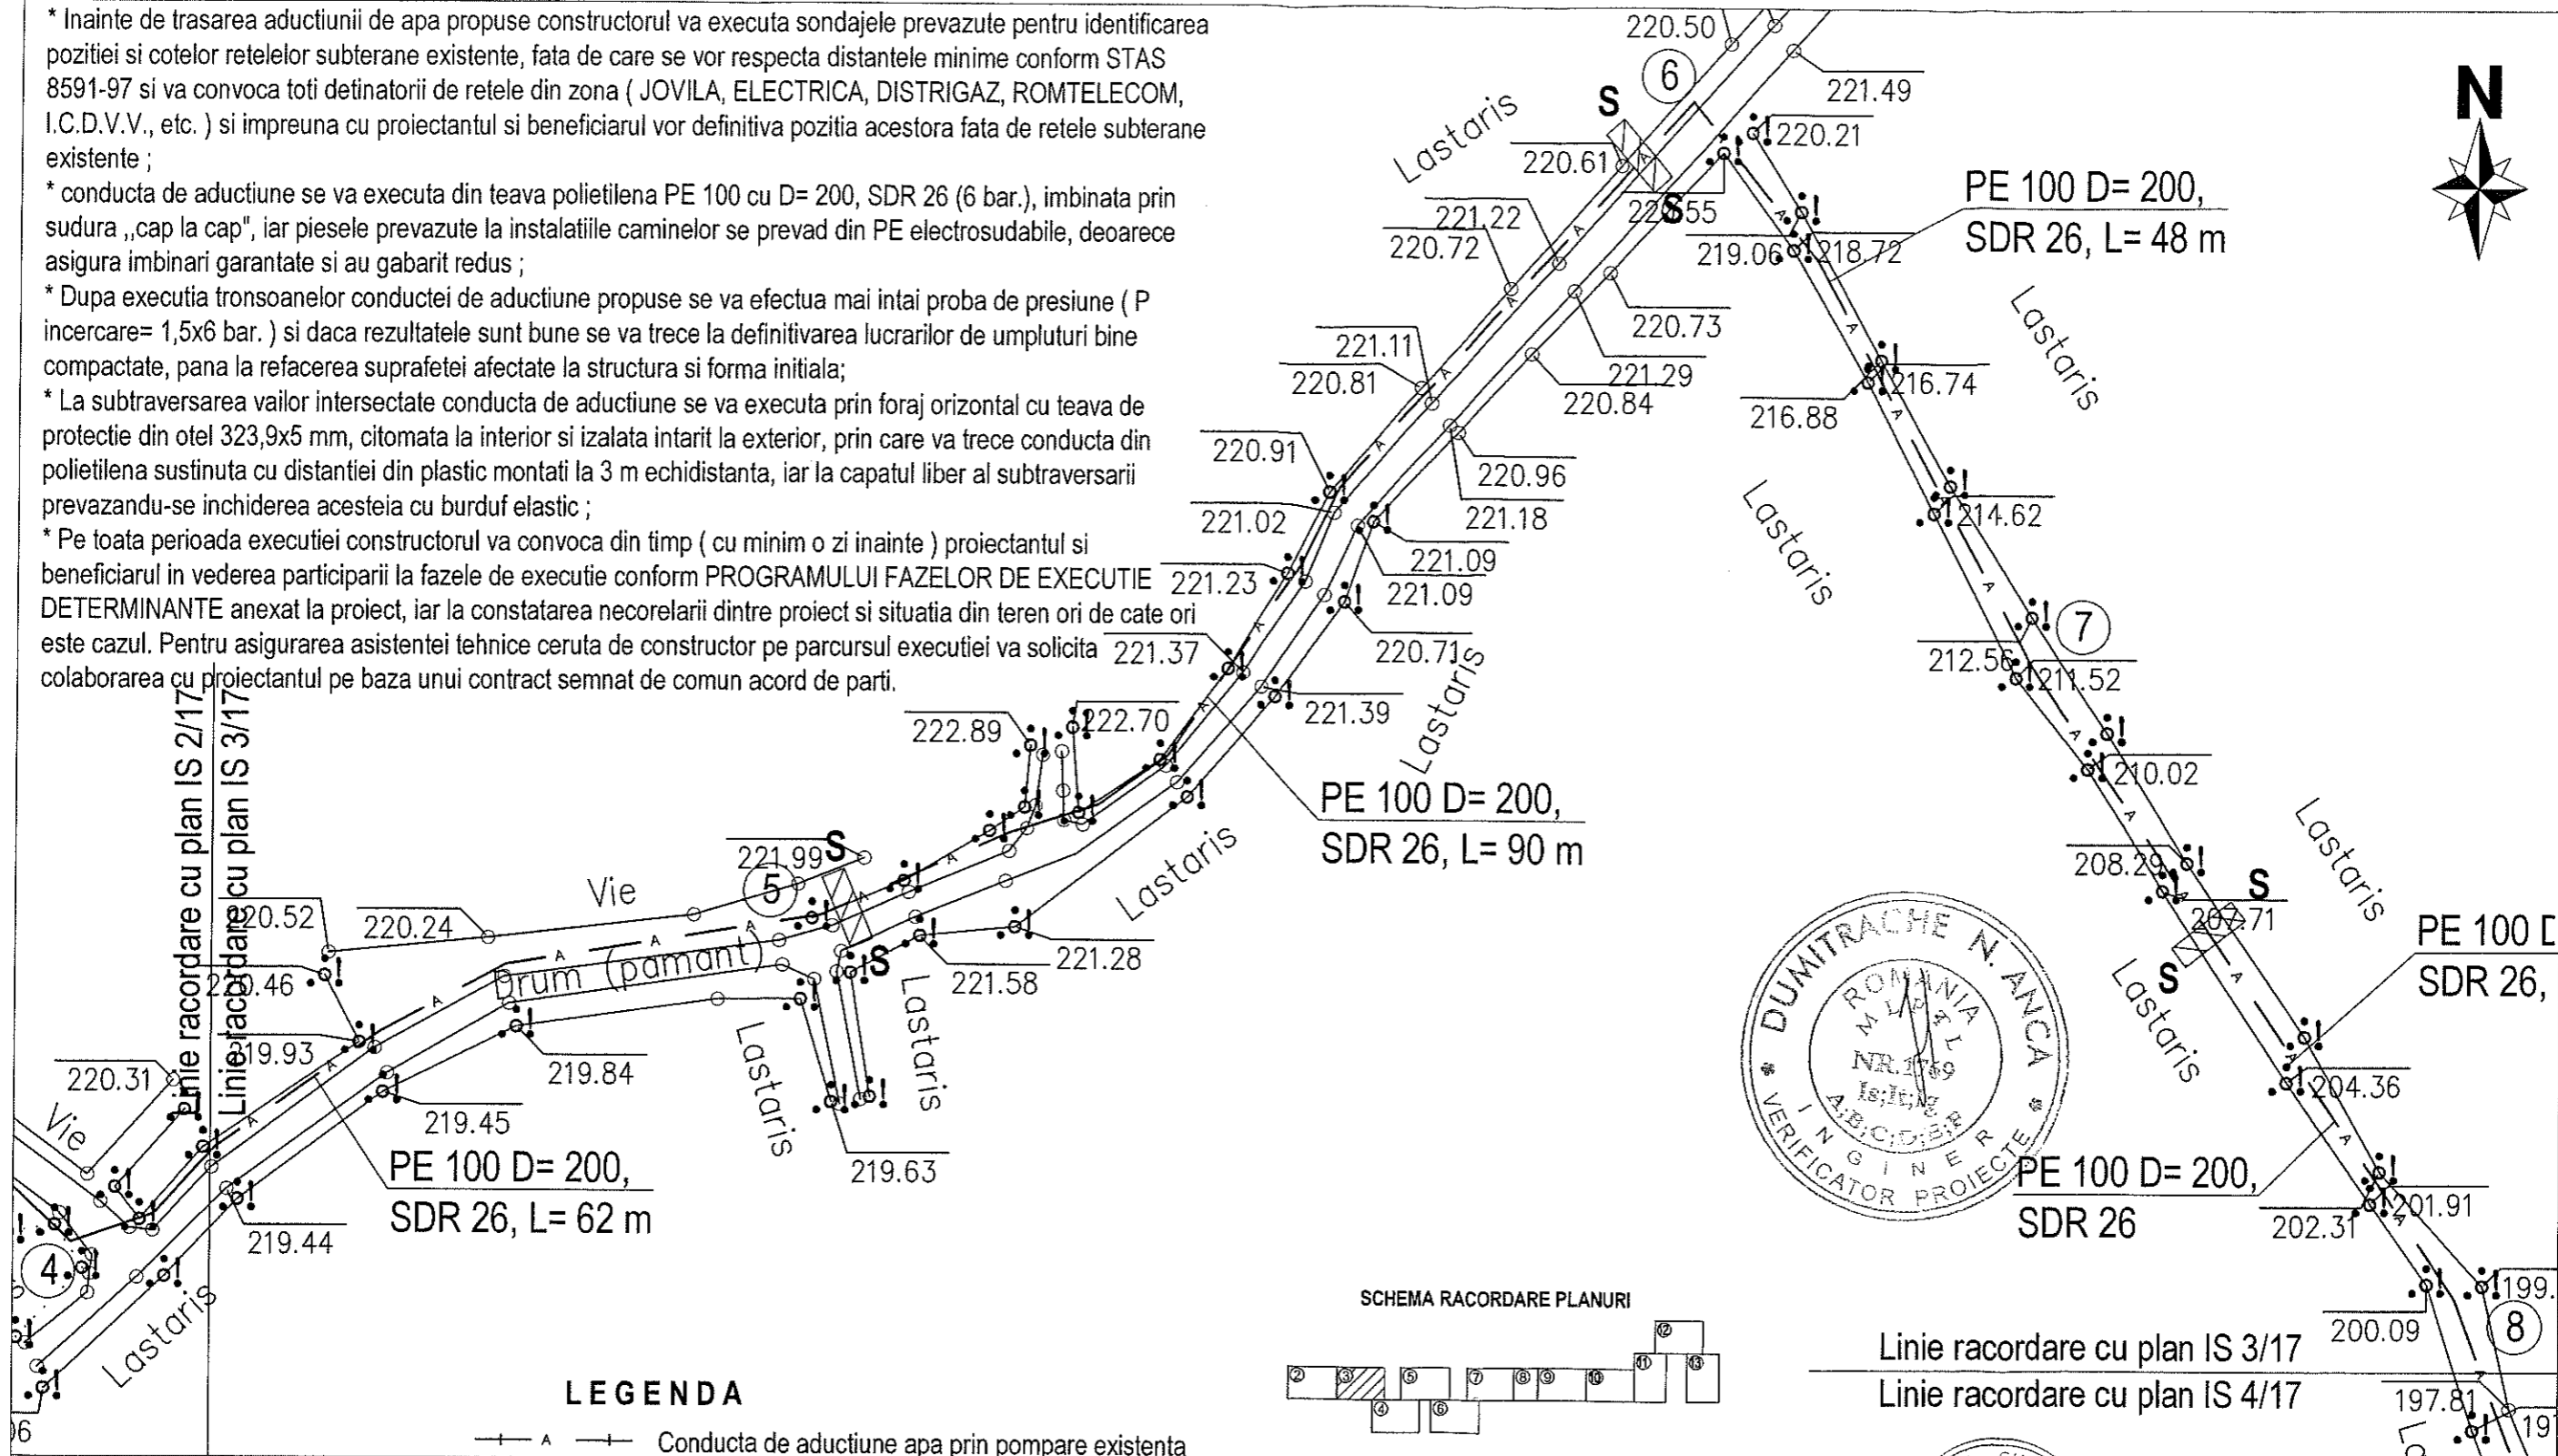 * Inainte de trasarea aductiunii de apa propuse constructorul va executa sondajele prevazute pentru identificarea
pozitiei si cotelor retelelor subterane existente, fata de care se vor respecta distantele minime conform STAS
8591-97 si va convoca toti detinatorii de retele din zona ( JOVILA, ELECTRICA, DISTRIGAZ, ROMTELECOM,
I.C.D.V.V., etc. ) si impreuna cu proiectantul si beneficiarul vor definitiva pozitia acestora fata de retele subterane
existente ;
* conducta de aductiune se va executa din teava polietilena PE 100 cu D= 200, SDR 26 (6 bar.), imbinata prin
sudura ,,cap la cap", iar piesele prevazute la instalatiile caminelor se prevad din PE electrosudabile, deoarece
asigura imbinari garantate si au gabarit redus ;
* Dupa executia tronsoanelor conductei de aductiune propuse se va efectua mai intai proba de presiune ( P
incercare= 1,5x6 bar. ) si daca rezultatele sunt bune se va trece la definitivarea lucrarilor de umpluturi bine
compactate, pana la refacerea suprafetei afectate la structura si forma initiala;
* La subtraversarea vailor intersectate conducta de aductiune se va executa prin foraj orizontal cu teava de
protectie din otel 323,9x5 mm, citomata la interior si izalata intarit la exterior, prin care va trece conducta din
polietilena sustinuta cu distantiei din plastic montati la 3 m echidistanta, iar la capatul liber al subtraversarii
prevazandu-se inchiderea acesteia cu burduf elastic ;
* Pe toata perioada executiei constructorul va convoca din timp ( cu minim o zi inainte ) proiectantul si
beneficiarul in vederea participarii la fazele de executie conform PROGRAMULUI FAZELOR DE EXECUTIE
DETERMINANTE anexat la proiect, iar la constatarea necorelarii dintre proiect si situatia din teren ori de cate ori
este cazul. Pentru asigurarea asistentei tehnice ceruta de constructor pe parcursul executiei va solicita
colaborarea cu proiectantul pe baza unui contract semnat de comun acord de parti.
220.50
6
221.49
N
S
Lastaris
220.21
220.61
PE 100 D= 200,
SDR 26, L= 48 m
S
221.22
220.72
219.06
218.72
Lastaris
220.73
221.11
220.81
221.29
220.84
216.74
216.88
220.91
220.96
Lastaris
221.02
221.18
214.62
221.09
221.23
221.09
7
221.37
220.71
212.56
211.52
Lastaris
221.39
Linie racordare cu plan IS 2/17
Linie racordare cu plan IS 3/17
222.89
222.70
210.02
PE 100 D= 200,
SDR 26, L= 90 m
Lastaris
221.99
S
5
Vie
Lastaris
208.29
S
207.71
220.52
220.24
221.28
S
221.58
Drum (pamant)
Lastaris
PE 100 D
SDR 26,
S
Lastaris
220.46
219.93
Lastaris
219.84
220.31
219.45
Vie
219.63
204.36
DUMITRACHE N. ANCA
ROMANIA
M L P T L
NR.1769
A;B;C;D;E;F
INGINER
VERIFICATOR PROIECTE
PE 100 D= 200,
SDR 26, L= 62 m
PE 100 D= 200,
SDR 26
201.91
202.31
219.44
4
Lastaris
199.
8
200.09
SCHEMA RACORDARE PLANURI
2 3 4 5 6 7 8 9 10 11 12 13
Linie racordare cu plan IS 3/17
Linie racordare cu plan IS 4/17
197.81
LEGENDA
A Conducta de aductiune apa prin pompare existenta